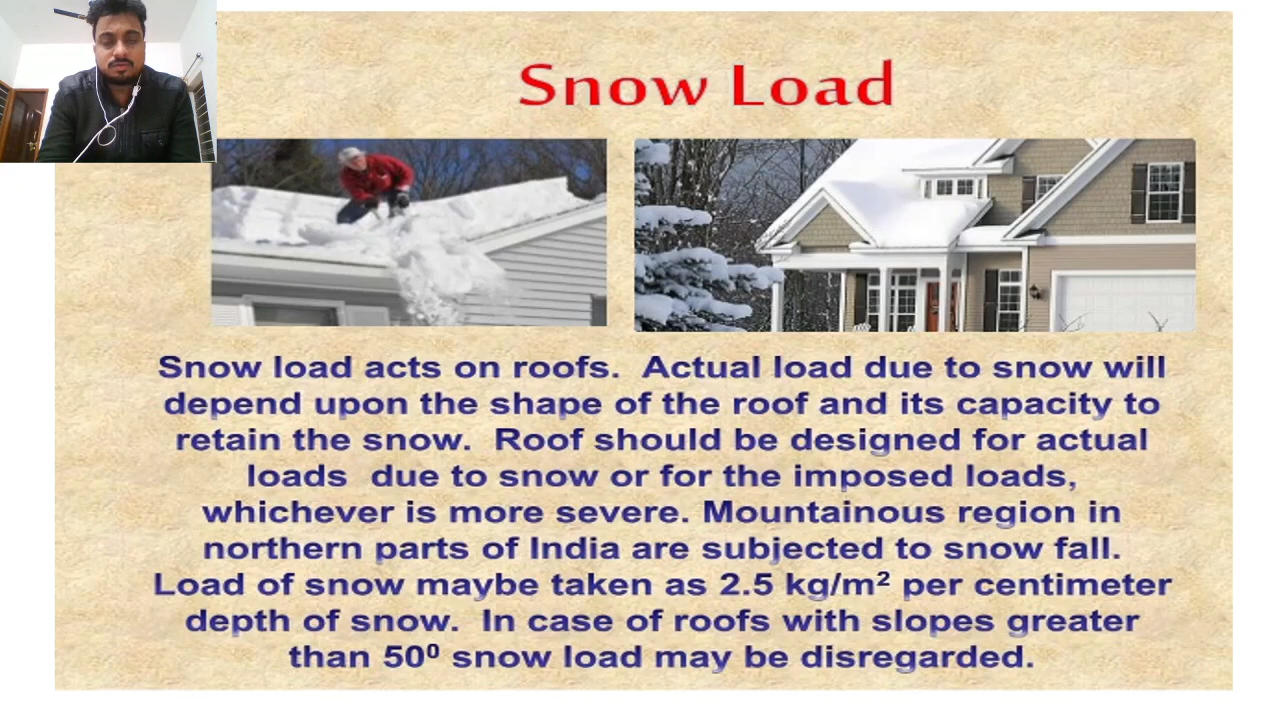 Snow Load
Snow load acts on roofs.  Actual load due to snow will
depend upon the shape of the roof and its capacity to
retain the snow.  Roof should be designed for actual
loads  due to snow or for the imposed loads,
whichever is more severe. Mountainous region in
northern parts of India are subjected to snow fall.
Load of snow maybe taken as 2.5 kg/m² per centimeter
depth of snow.  In case of roofs with slopes greater
than 50⁰ snow load may be disregarded.